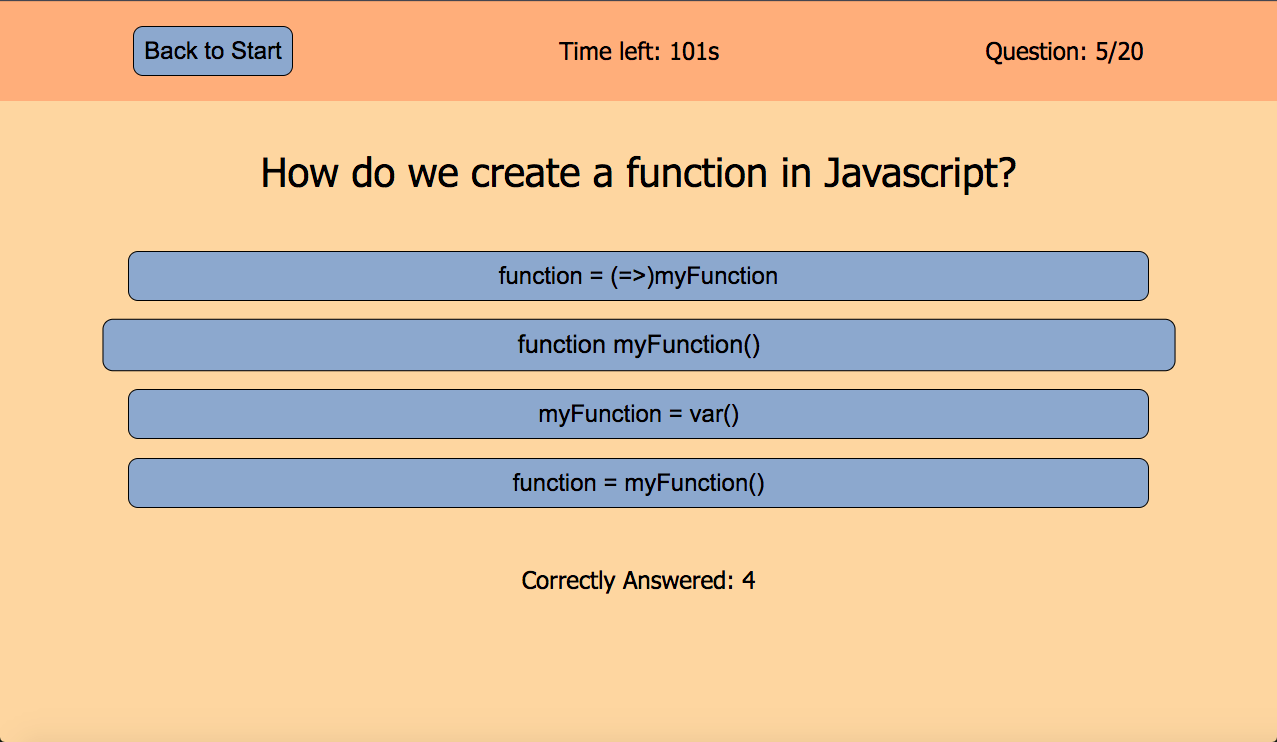 Back to Start
Time left: 101s
Question: 5/20
How do we create a function in Javascript?
function = (=>)myFunction
function myFunction()
myFunction = var()
function = myFunction()
Correctly Answered: 4